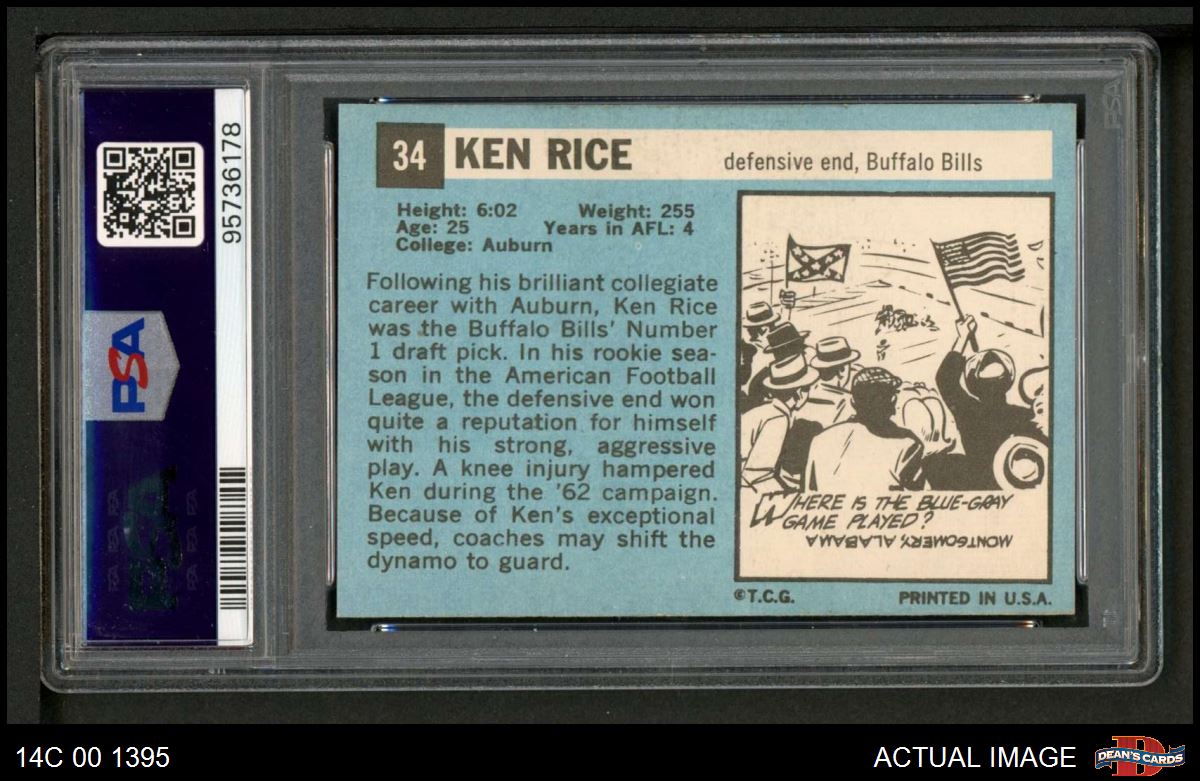 95736178
PSA
PSA
34 KEN RICE defensive end, Buffalo Bills
Height: 6:02 Weight: 255
Age: 25 Years in AFL: 4
College: Auburn
Following his brilliant collegiate
career with Auburn, Ken Rice
was the Buffalo Bills' Number
1 draft pick. In his rookie sea-
son in the American Football
League, the defensive end won
quite a reputation for himself
with his strong, aggressive
play. A knee injury hampered
Ken during the '62 campaign.
Because of Ken's exceptional
speed, coaches may shift the
dynamo to guard.
WHERE IS THE BLUE-GRAY
GAME PLAYED?
MONTGOMERY, ALABAMA
©T.C.G. PRINTED IN U.S.A.
14C 00 1395
ACTUAL IMAGE
DEAN'S CARDS